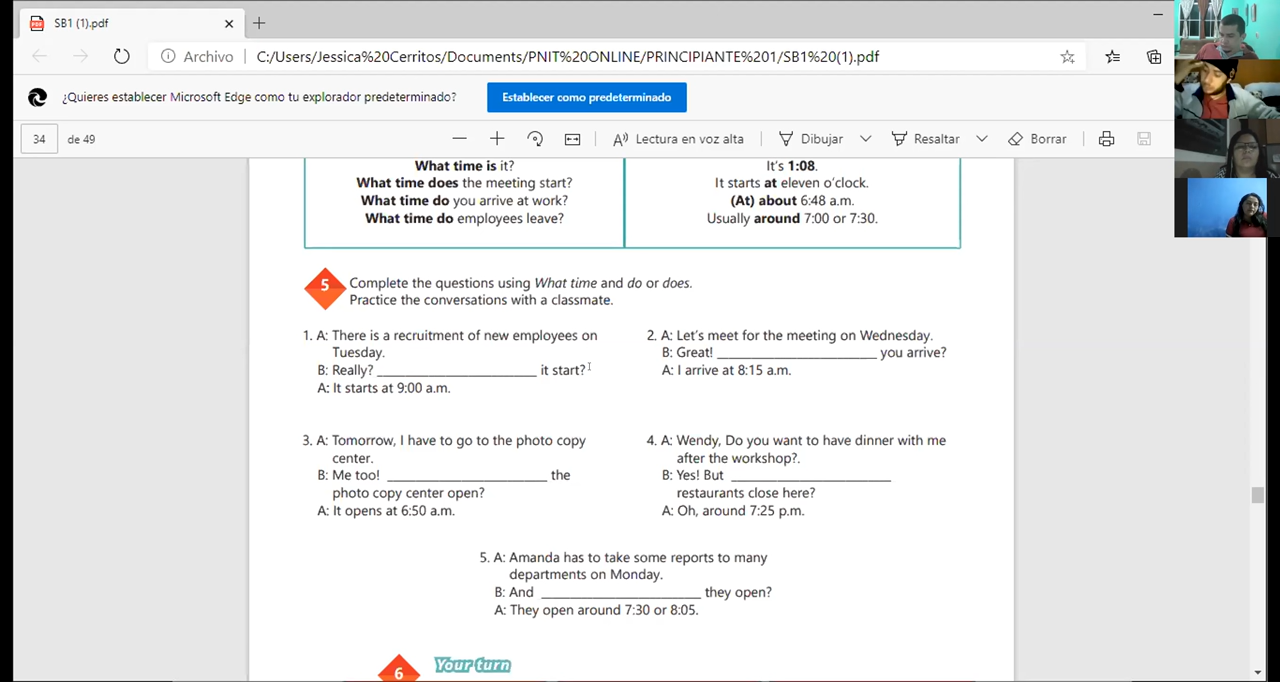 SB1 (1).pdf
Archivo
C:/Users/Jessica%20Cerritos/Documents/PNIT%20ONLINE/PRINCIPIANTE%201/SB1%20(1).pdf
¿Quieres establecer Microsoft Edge como tu explorador predeterminado?
Establecer como predeterminado
34 de 49
Lectura en voz alta
Dibujar
Resaltar
Borrar
What time is it?
What time does the meeting start?
What time do you arrive at work?
What time do employees leave?
It's 1:08.
It starts at eleven o'clock.
(At) about 6:48 a.m.
Usually around 7:00 or 7:30.
5
Complete the questions using What time and do or does.
Practice the conversations with a classmate.
1. A: There is a recruitment of new employees on
Tuesday.
B: Really? ______________________ it start?
A: It starts at 9:00 a.m.
2. A: Let's meet for the meeting on Wednesday.
B: Great! ______________________ you arrive?
A: I arrive at 8:15 a.m.
3. A: Tomorrow, I have to go to the photo copy
center.
B: Me too! ______________________ the
photo copy center open?
A: It opens at 6:50 a.m.
4. A: Wendy, Do you want to have dinner with me
after the workshop?.
B: Yes! But ______________________
restaurants close here?
A: Oh, around 7:25 p.m.
5. A: Amanda has to take some reports to many
departments on Monday.
B: And ______________________ they open?
A: They open around 7:30 or 8:05.
6
Your turn